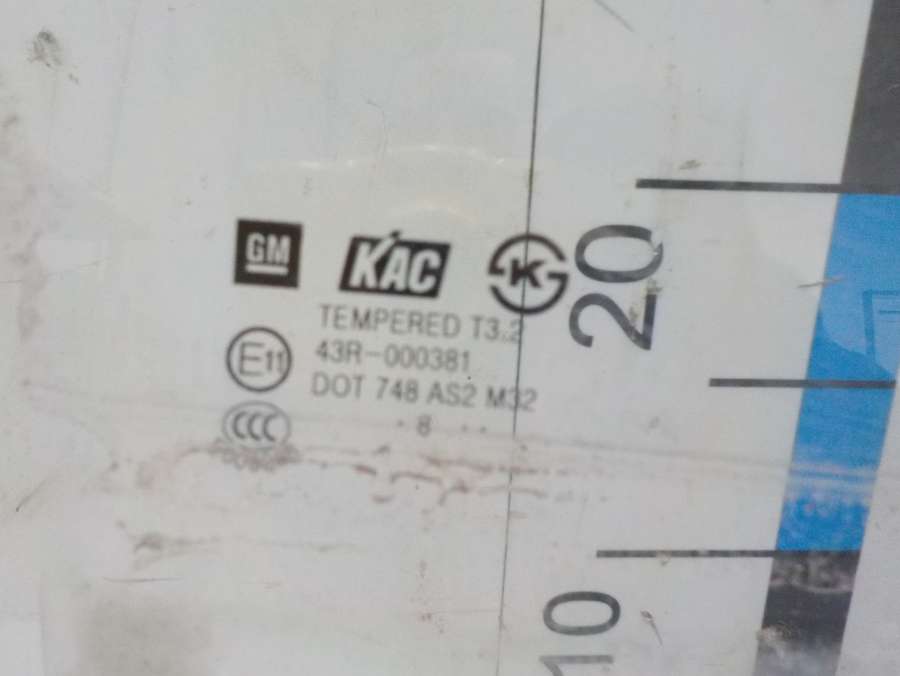 GM KAC K
TEMPERED T3.2
E11 43R-000381
DOT 748 AS2 M32
CCC · 8 ··
20
10